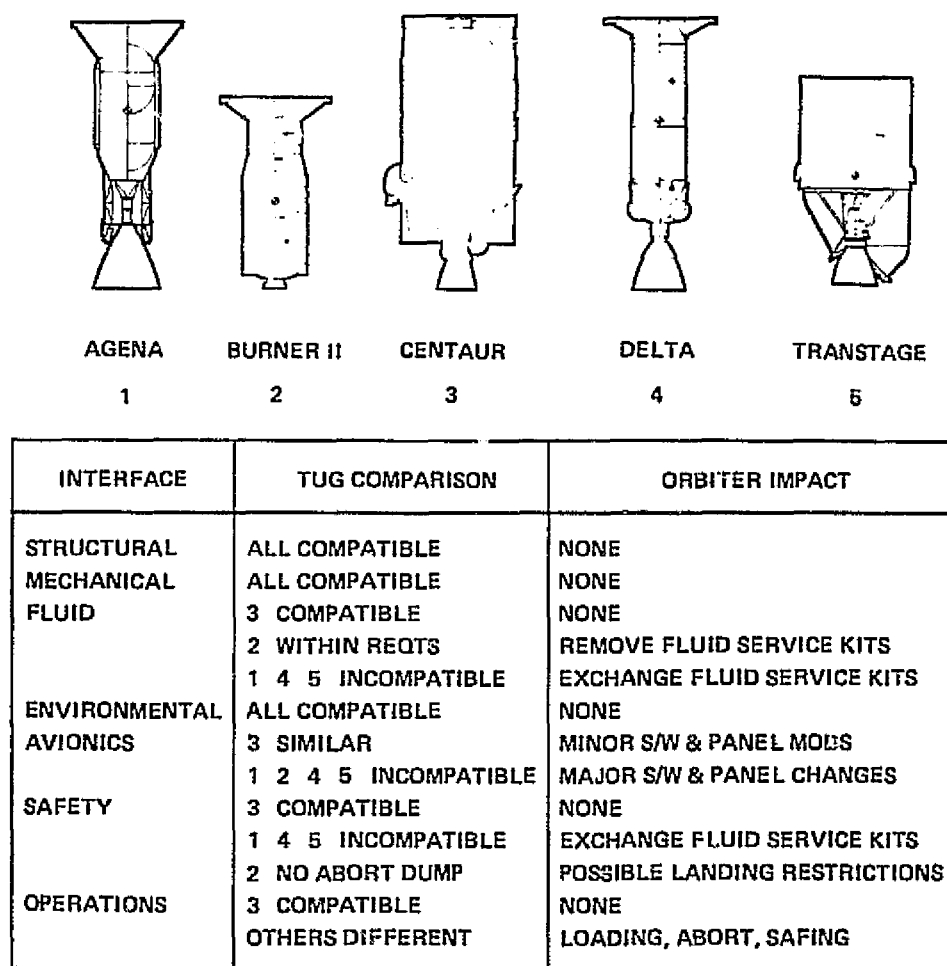 AGENA BURNER II CENTAUR DELTA TRANSTAGE
1 2 3 4 5
INTERFACE TUG COMPARISON ORBITER IMPACT
STRUCTURAL ALL COMPATIBLE NONE
MECHANICAL ALL COMPATIBLE NONE
FLUID 3 COMPATIBLE NONE
2 WITHIN REQTS REMOVE FLUID SERVICE KITS
1 4 5 INCOMPATIBLE EXCHANGE FLUID SERVICE KITS
ENVIRONMENTAL ALL COMPATIBLE NONE
AVIONICS 3 SIMILAR MINOR S/W & PANEL MODS
1 2 4 5 INCOMPATIBLE MAJOR S/W & PANEL CHANGES
SAFETY 3 COMPATIBLE NONE
1 4 5 INCOMPATIBLE EXCHANGE FLUID SERVICE KITS
2 NO ABORT DUMP POSSIBLE LANDING RESTRICTIONS
OPERATIONS 3 COMPATIBLE NONE
OTHERS DIFFERENT LOADING, ABORT, SAFING